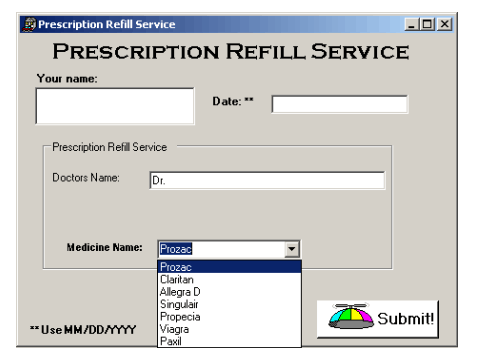 Prescription Refill Service
PRESCRIPTION REFILL SERVICE
Your name:
Date: **
Prescription Refill Service
Doctors Name: Dr.
Medicine Name: Prozac
Prozac
Claritan
Allegra D
Singulair
Propecia
Viagra
Paxil
Submit!
** Use MM/DD/YYYY